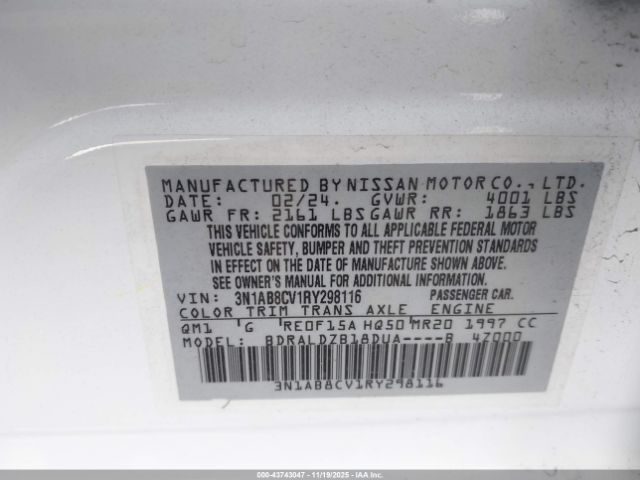 MANUFACTURED BY NISSAN MOTOR CO., LTD.
DATE: 02/24. GVWR: 4001 LBS
GAWR FR: 2161 LBS GAWR RR: 1863 LBS
THIS VEHICLE CONFORMS TO ALL APPLICABLE FEDERAL MOTOR
VEHICLE SAFETY, BUMPER AND THEFT PREVENTION STANDARDS
IN EFFECT ON THE DATE OF MANUFACTURE SHOWN ABOVE.
SEE OWNER'S MANUAL FOR ADDITIONAL INFORMATION.
VIN: 3N1AB8CV1RY298116 PASSENGER CAR.
COLOR TRIM TRANS AXLE ENGINE
QM1 G RE0F15A HQ50 MR20 1997 CC
MODEL: BDRALDZB18DUA----B 4Z000
3N1AB8CV1RY298116
000-43743047 - 11/19/2025 - IAAI.COM